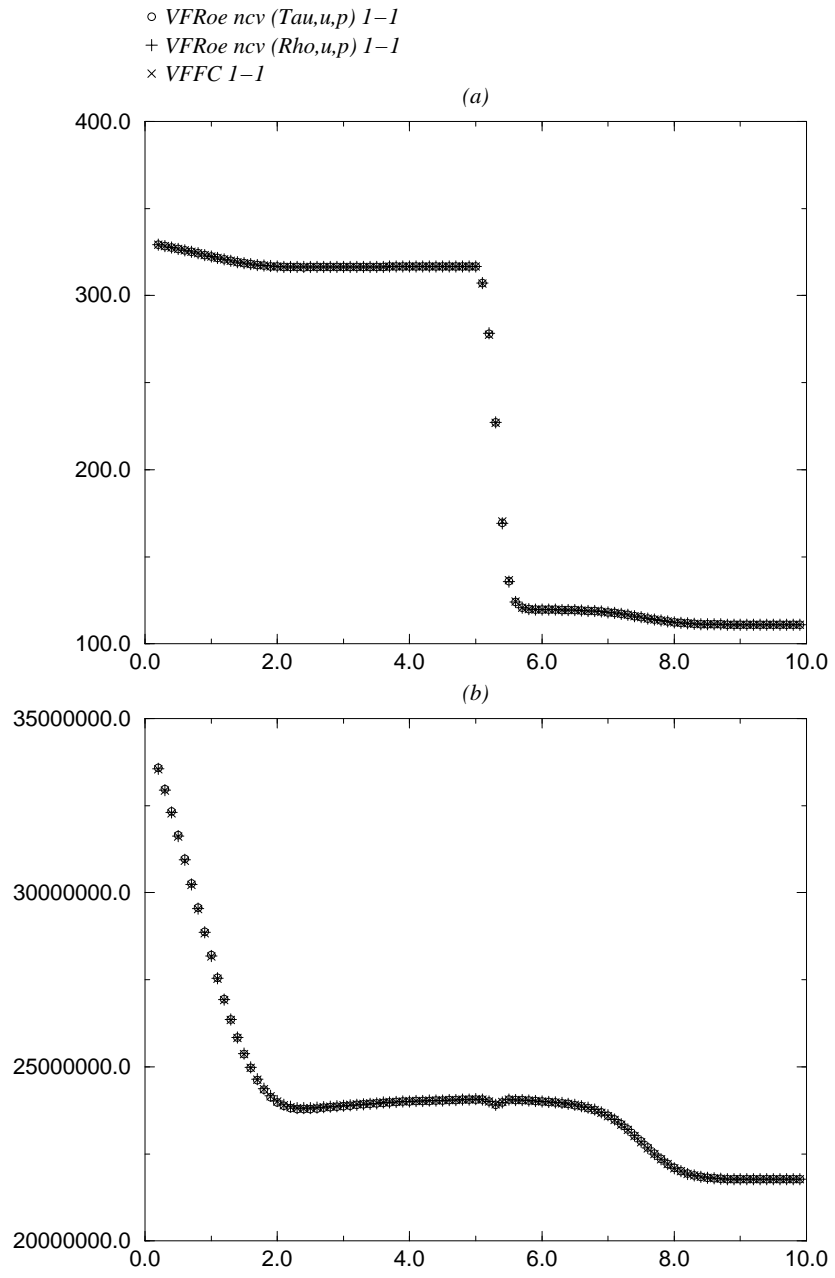 VFRoe ncv (Tau,u,p) 1–1
VFRoe ncv (Rho,u,p) 1–1
VFFC 1–1
(a)
400.0
300.0
200.0
100.0
0.0 2.0 4.0 6.0 8.0 10.0
(b)
35000000.0
30000000.0
25000000.0
20000000.0
0.0 2.0 4.0 6.0 8.0 10.0